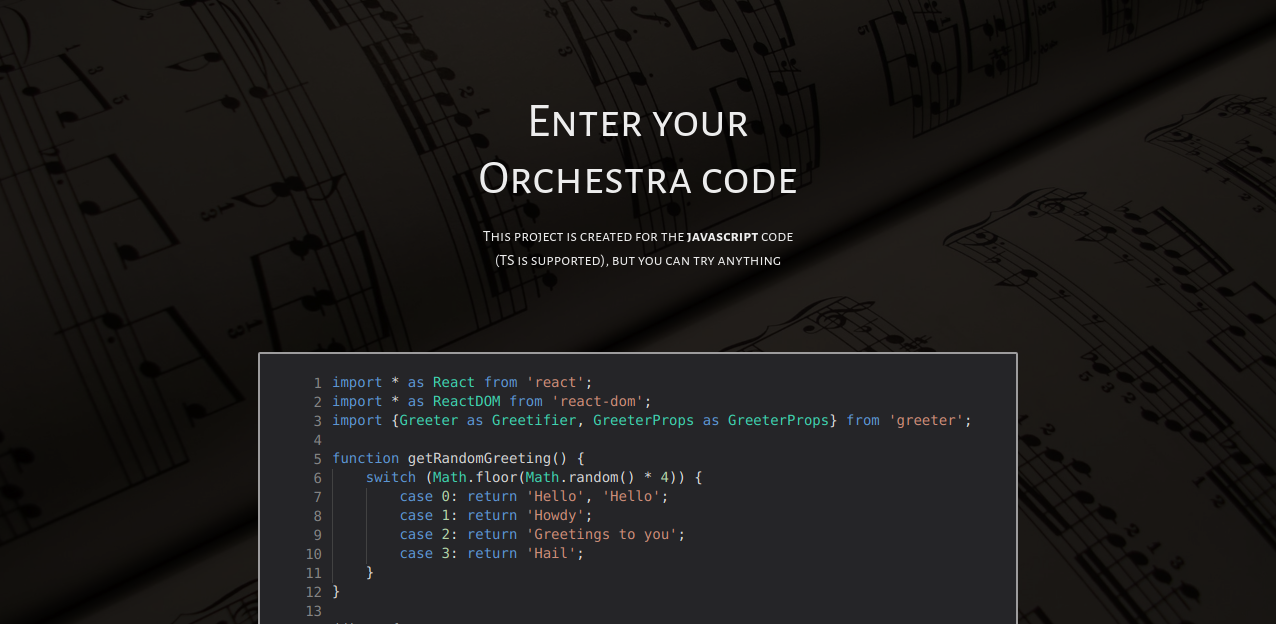 Enter your
Orchestra code
This project is created for the javascript code
(TS is supported), but you can try anything
1 import * as React from 'react';
2 import * as ReactDOM from 'react-dom';
3 import {Greeter as Greetifier, GreeterProps as GreeterProps} from 'greeter';
4
5 function getRandomGreeting() {
6     switch (Math.floor(Math.random() * 4)) {
7         case 0: return 'Hello', 'Hello';
8         case 1: return 'Howdy';
9         case 2: return 'Greetings to you';
10         case 3: return 'Hail';
11     }
12 }
13